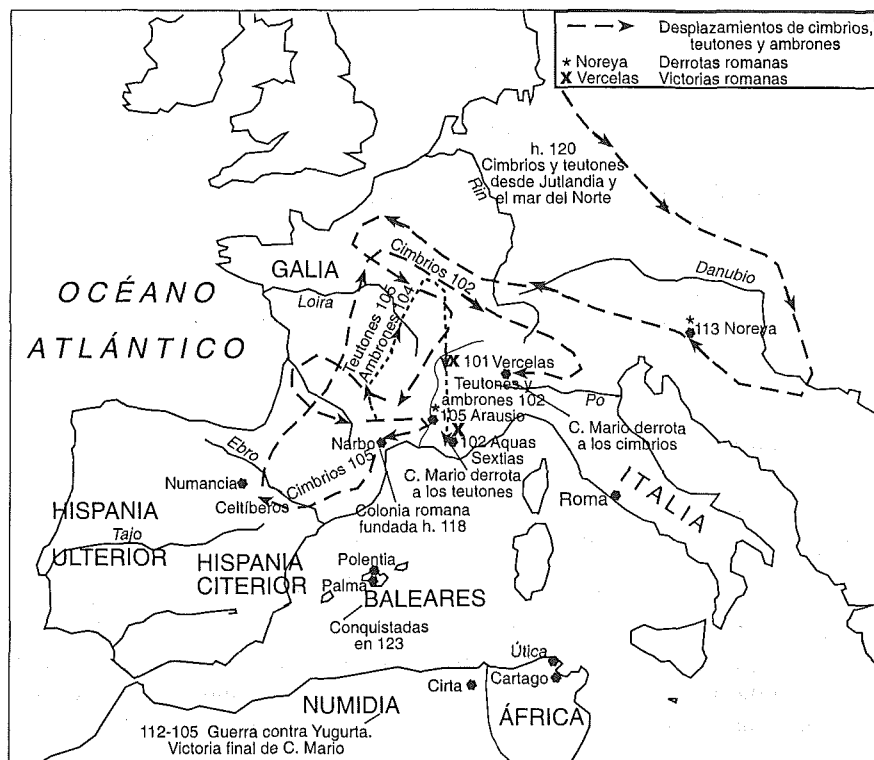 Desplazamientos de cimbrios,
teutones y ambrones
* Noreya Derrotas romanas
X Vercelas Victorias romanas
h. 120
Cimbrios y teutones
desde Jutlandia y
el mar del Norte
Rin
Cimbrios 102
GALIA
Danubio
OCÉANO
ATLÁNTICO
Loira
Teutones 105
Ambrones 104
*
113 Noreya
X 101 Vercelas
Teutones y
ambrones 102
Po
*
105 Arausio
X
102 Aquas
Sextias
C. Mario derrota
a los cimbrios
C. Mario derrota
a los teutones
Ebro
Narbo
Cimbrios 105
Numancia
Celtíberos
Colonia romana
fundada h. 118
Roma
ITALIA
HISPANIA
ULTERIOR
Tajo
HISPANIA
CITERIOR
Polentia
Palma
BALEARES
Conquistadas
en 123
Útica
Cartago
Cirta
NUMIDIA
ÁFRICA
112-105 Guerra contra Yugurta.
Victoria final de C. Mario